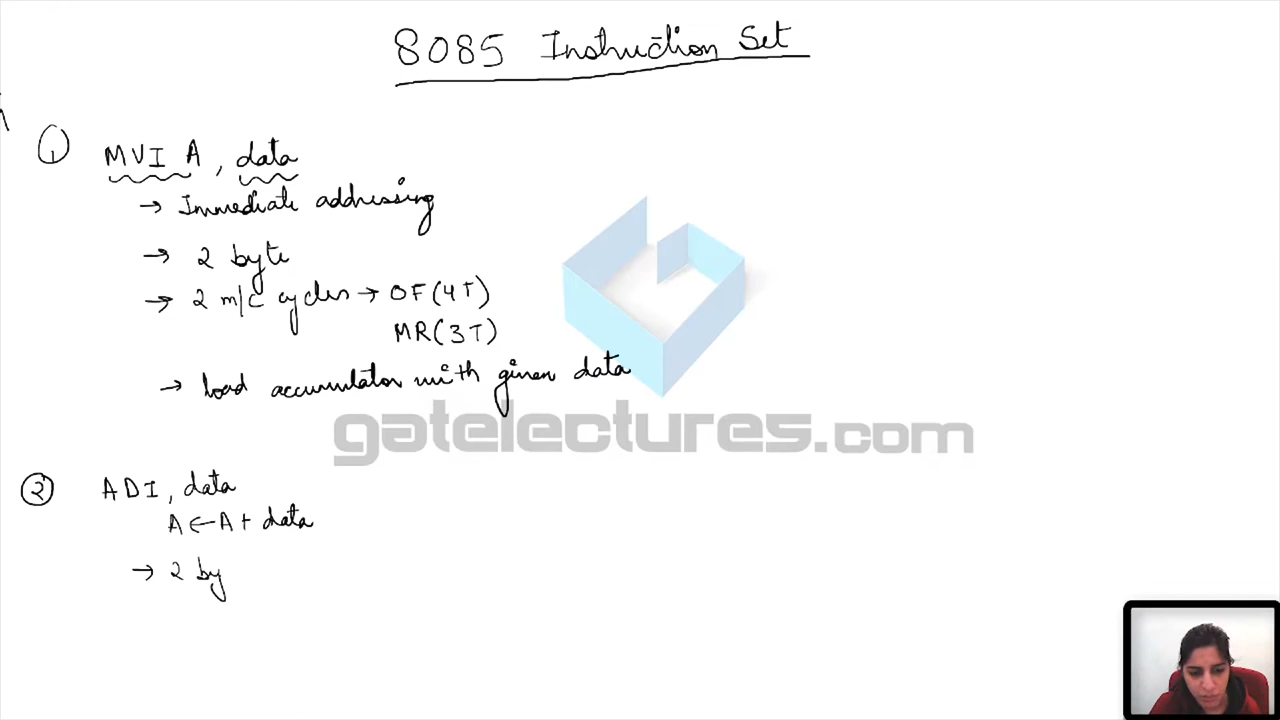 8085 Instruction Set
① MVI A, data
→ Immediate addressing
→ 2 byte
→ 2 m/c cycles → OF(4T)
MR(3T)
→ load accumulator with given data
gatelectures.com
② ADI, data
A ← A + data
→ 2 by